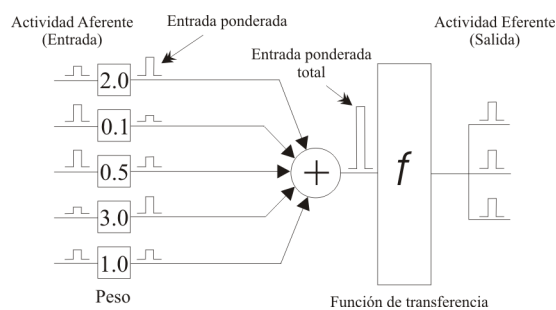 Actividad Aferente
(Entrada)
Entrada ponderada
Actividad Eferente
(Salida)
Entrada ponderada
total
2.0
0.1
0.5
3.0
1.0
+
f
Peso
Función de transferencia